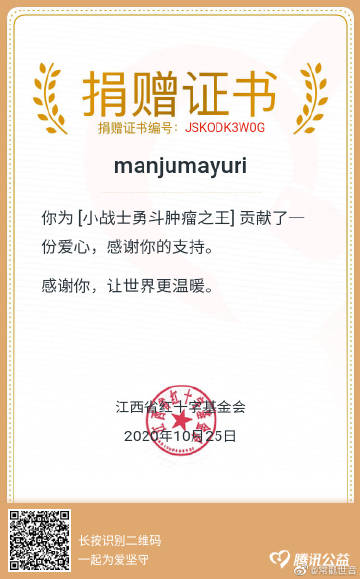 捐赠证书
捐赠证书编号：JSKODK3W0G
manjumayuri
你为 [小战士勇斗肿瘤之王] 贡献了一
份爱心，感谢你的支持。
感谢你，让世界更温暖。
江西省红十字基金会
2020年10月25日
长按识别二维码
一起为爱坚守
腾讯公益